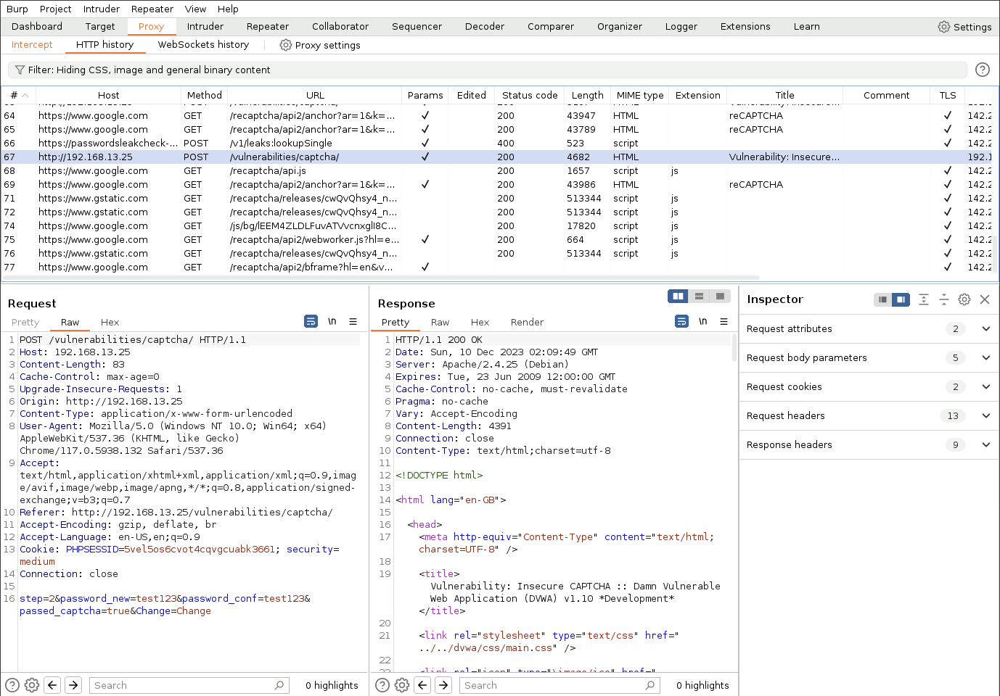 Burp Project Intruder Repeater View Help
Dashboard Target Proxy Intruder Repeater Collaborator Sequencer Decoder Comparer Organizer Logger Extensions Learn Settings
Intercept HTTP history WebSockets history Proxy settings
Filter: Hiding CSS, image and general binary content
# Host Method URL Params Edited Status code Length MIME type Extension Title Comment TLS
64 https://www.google.com GET /recaptcha/api2/anchor?ar=1&k=... ✓ 200 43947 HTML reCAPTCHA ✓ 142.2
65 https://www.google.com GET /recaptcha/api2/anchor?ar=1&k=... ✓ 200 43789 HTML reCAPTCHA ✓ 142.2
66 https://passwordsleakcheck-... POST /v1/leaks:lookupSingle ✓ 400 523 script ✓ 142.2
67 http://192.168.13.25 POST /vulnerabilities/captcha/ ✓ 200 4682 HTML Vulnerability: Insecure... 192.1
68 https://www.google.com GET /recaptcha/api.js 200 1657 script js ✓ 142.2
69 https://www.google.com GET /recaptcha/api2/anchor?ar=1&k=... ✓ 200 43986 HTML reCAPTCHA ✓ 142.2
71 https://www.gstatic.com GET /recaptcha/releases/cwQvQhsy4_n... 200 513344 script js ✓ 142.2
72 https://www.gstatic.com GET /recaptcha/releases/cwQvQhsy4_n... 200 513344 script js ✓ 142.2
74 https://www.google.com GET /js/bg/lEEM4ZLDLFuvATVvcnxglI8C... 200 17820 script js ✓ 142.2
75 https://www.google.com GET /recaptcha/api2/webworker.js?hl=e... ✓ 200 664 script js ✓ 142.2
76 https://www.gstatic.com GET /recaptcha/releases/cwQvQhsy4_n... 200 513344 script js ✓ 142.2
77 https://www.google.com GET /recaptcha/api2/bframe?hl=en&v... ✓ ✓ 142.2
Request
Pretty Raw Hex \n
1 POST /vulnerabilities/captcha/ HTTP/1.1
2 Host: 192.168.13.25
3 Content-Length: 83
4 Cache-Control: max-age=0
5 Upgrade-Insecure-Requests: 1
6 Origin: http://192.168.13.25
7 Content-Type: application/x-www-form-urlencoded
8 User-Agent: Mozilla/5.0 (Windows NT 10.0; Win64; x64)
AppleWebKit/537.36 (KHTML, like Gecko)
Chrome/117.0.5938.132 Safari/537.36
9 Accept:
text/html,application/xhtml+xml,application/xml;q=0.9,imag
e/avif,image/webp,image/apng,*/*;q=0.8,application/signed-
exchange;v=b3;q=0.7
10 Referer: http://192.168.13.25/vulnerabilities/captcha/
11 Accept-Encoding: gzip, deflate, br
12 Accept-Language: en-US,en;q=0.9
13 Cookie: PHPSESSID=5vel5os6cvot4cqvgcuabk3661; security=
medium
14 Connection: close
15
16 step=2&password_new=test123&password_conf=test123&
passed_captcha=true&Change=Change
Search 0 highlights
Response
Pretty Raw Hex Render \n
1 HTTP/1.1 200 OK
2 Date: Sun, 10 Dec 2023 02:09:49 GMT
3 Server: Apache/2.4.25 (Debian)
4 Expires: Tue, 23 Jun 2009 12:00:00 GMT
5 Cache-Control: no-cache, must-revalidate
6 Pragma: no-cache
7 Vary: Accept-Encoding
8 Content-Length: 4391
9 Connection: close
10 Content-Type: text/html;charset=utf-8
11
12 <!DOCTYPE html>
13
14 <html lang="en-GB">
15
16 <head>
17 <meta http-equiv="Content-Type" content="text/html;
charset=UTF-8" />
18
19 <title>
Vulnerability: Insecure CAPTCHA :: Damn Vulnerable
Web Application (DVWA) v1.10 *Development*
</title>
20
21 <link rel="stylesheet" type="text/css" href="
../../dvwa/css/main.css" />
22
Search 0 highlights
Inspector
Request attributes 2
Request body parameters 5
Request cookies 2
Request headers 13
Response headers 9